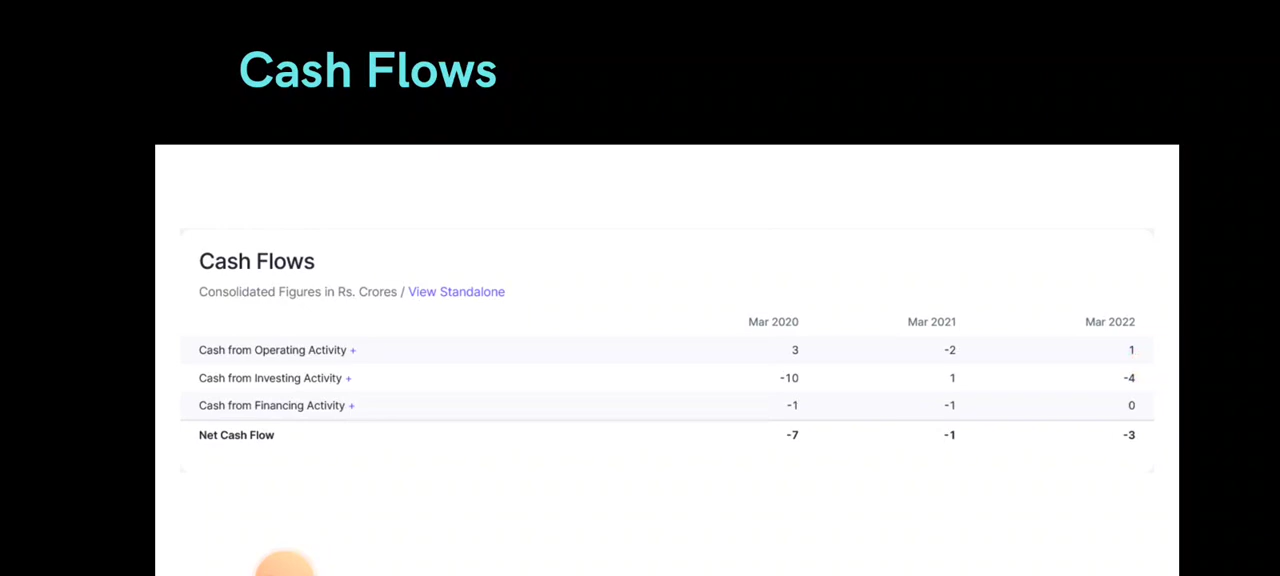 Cash Flows
Cash Flows
Consolidated Figures in Rs. Crores / View Standalone
Mar 2020 Mar 2021 Mar 2022
Cash from Operating Activity + 3 -2 1
Cash from Investing Activity + -10 1 -4
Cash from Financing Activity + -1 -1 0
Net Cash Flow -7 -1 -3